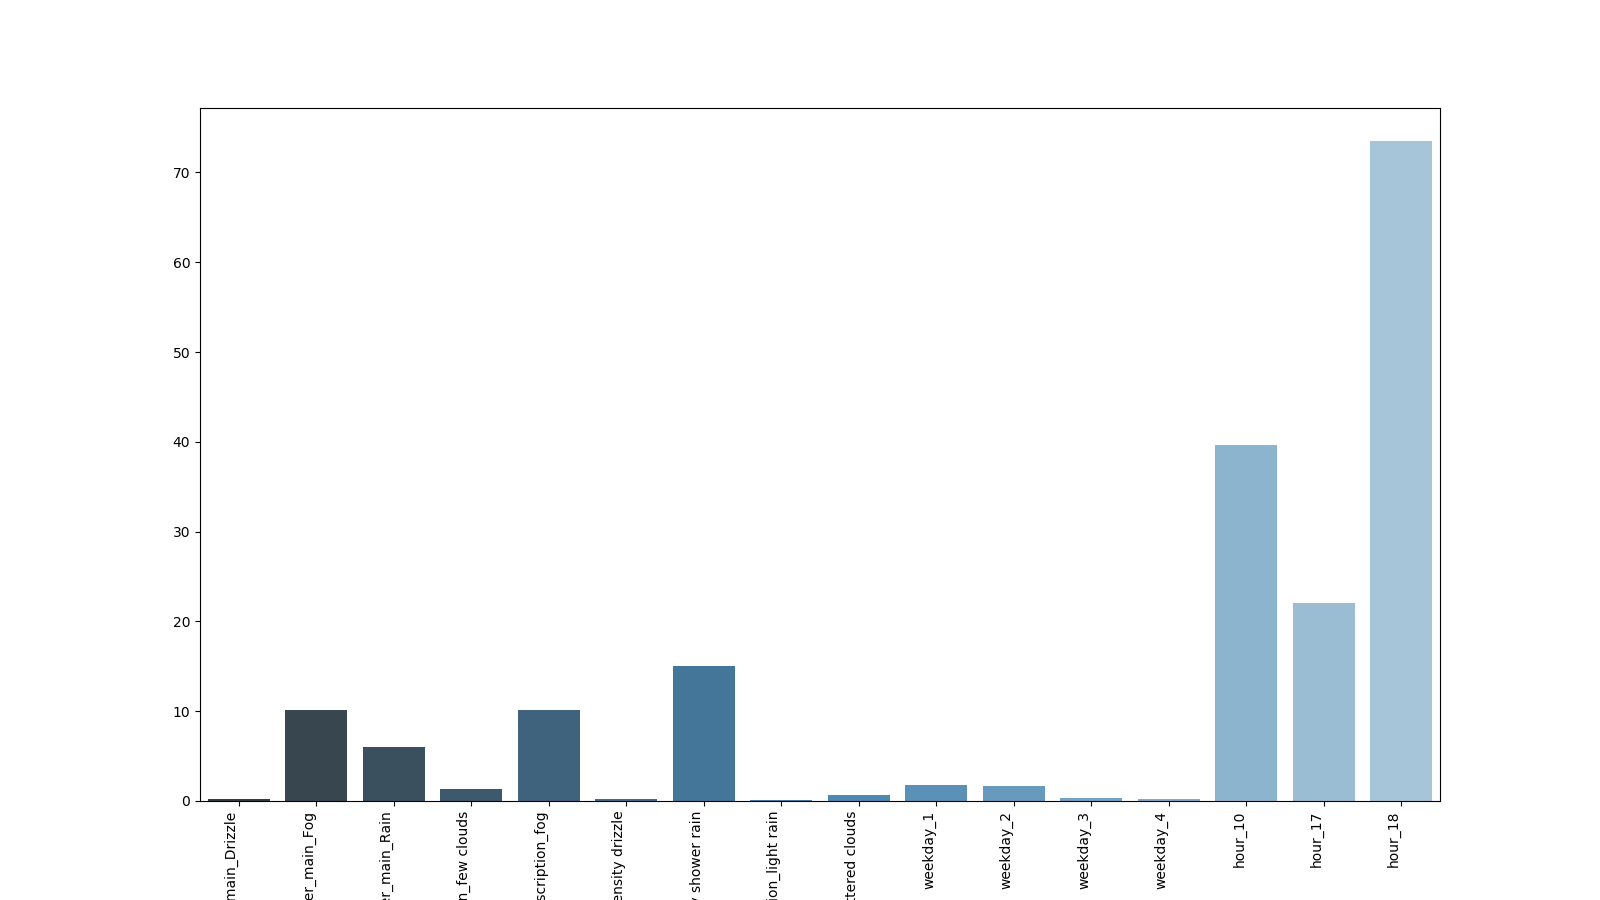 70
60
50
40
30
20
10
0
main_Drizzle
er_main_Fog
er_main_Rain
n_few clouds
scription_fog
ensity drizzle
shower rain
ion_light rain
ttered clouds
weekday_1
weekday_2
weekday_3
weekday_4
hour_10
hour_17
hour_18